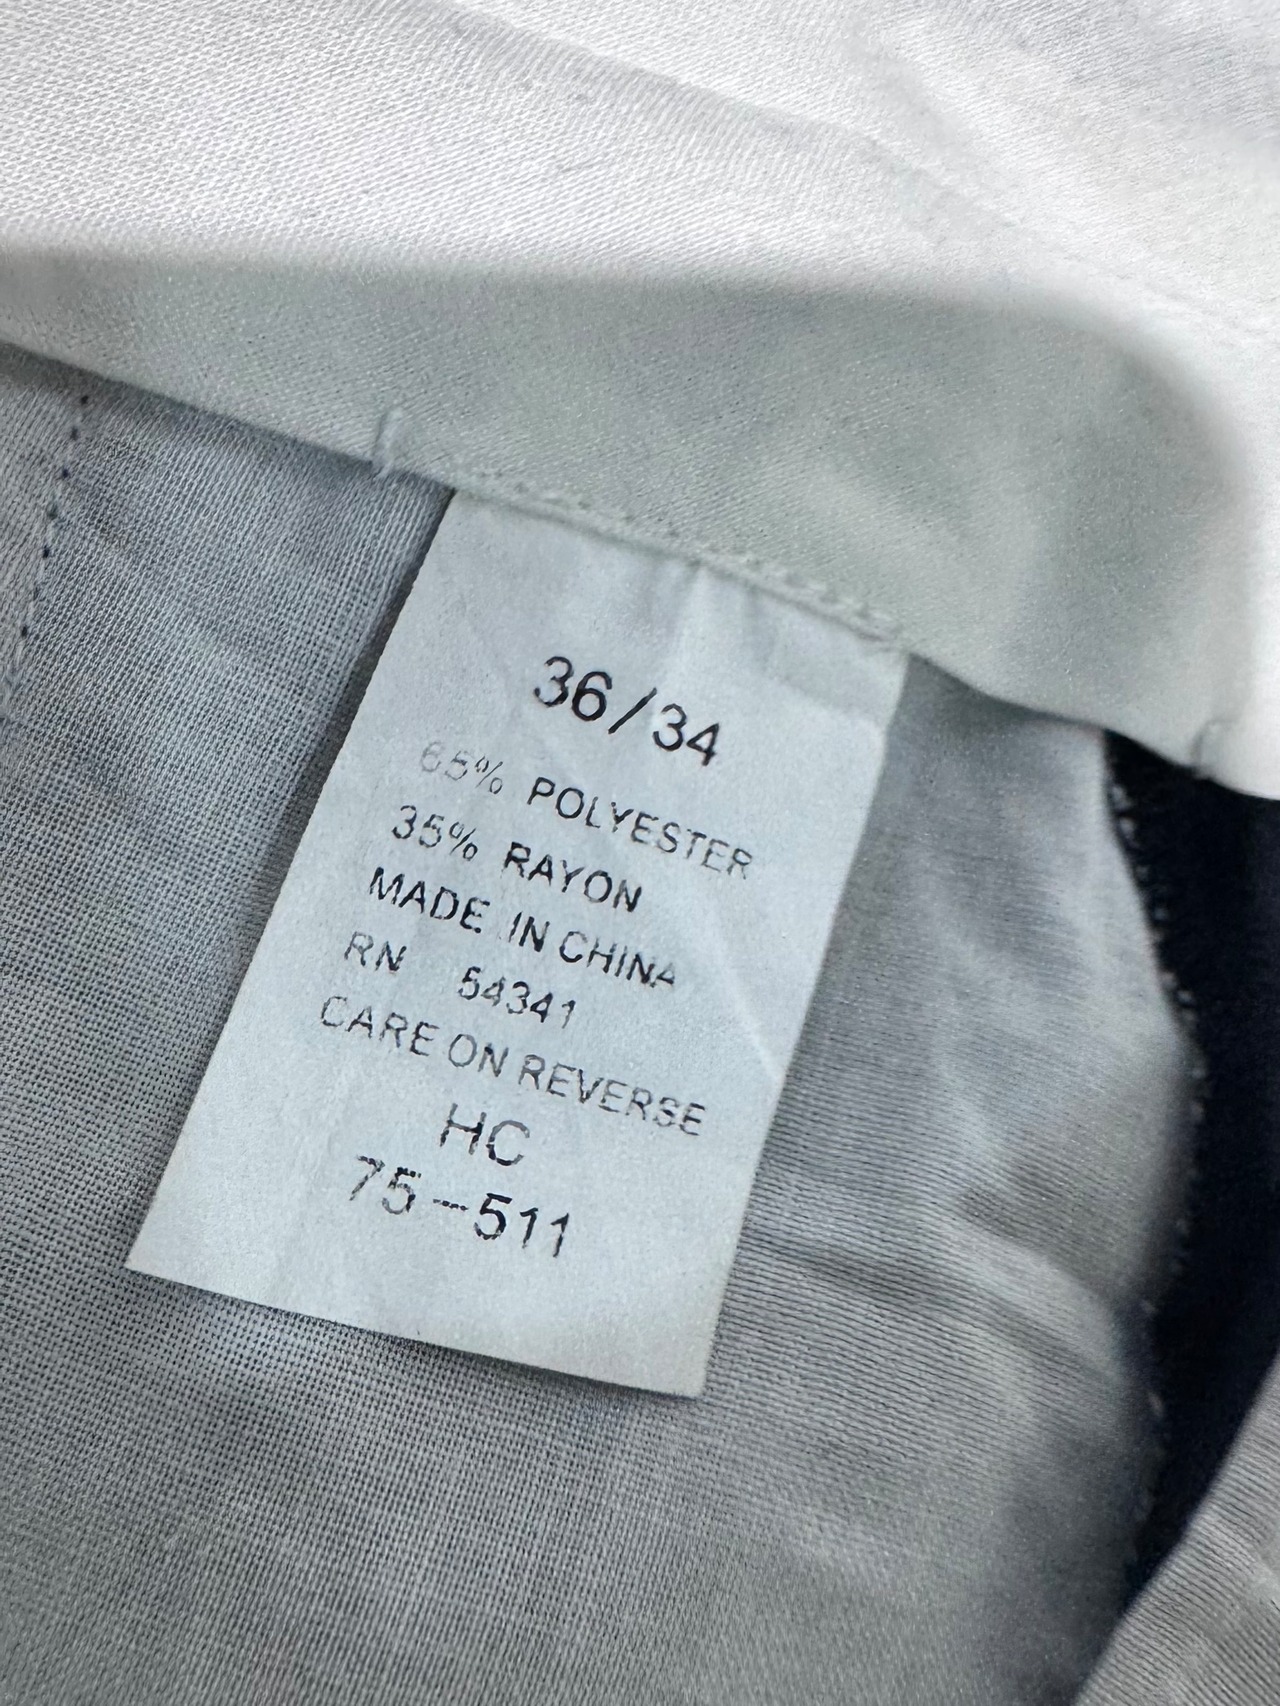 36/34
65% POLYESTER
35% RAYON
MADE IN CHINA
RN 54341
CARE ON REVERSE
HC
75-511